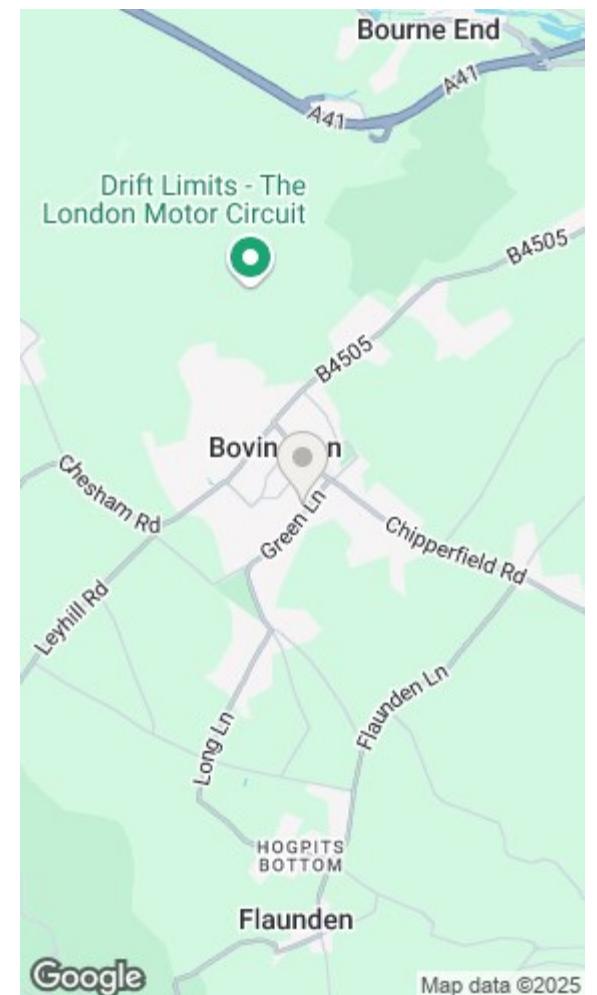 Bourne End
A41
A41
Drift Limits - The
London Motor Circuit
B4505
B4505
Bovin n
Chesham Rd
Green Ln
Chipperfield Rd
Leyhill Rd
Flaunden Ln
Long Ln
HOGPITS
BOTTOM
Flaunden
Google
Map data ©2025